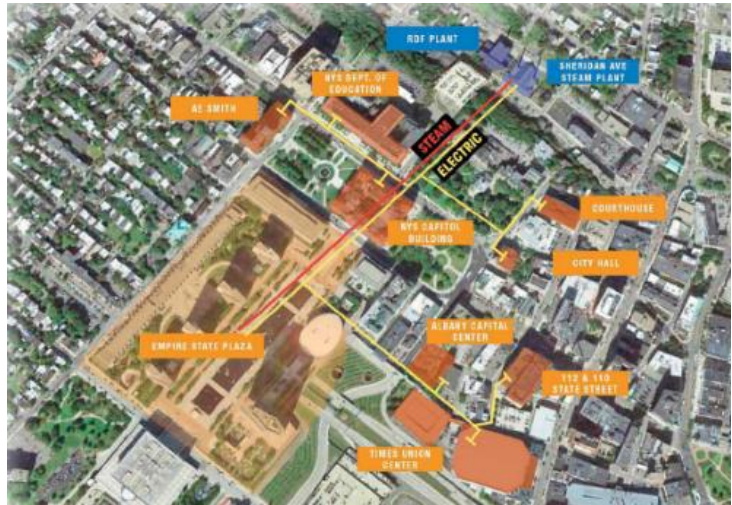 RDF PLANT
SHERIDAN AVE
STEAM PLANT
NYS DEPT. OF
EDUCATION
AE SMITH
STEAM
ELECTRIC
COURTHOUSE
NYS CAPITOL
BUILDING
CITY HALL
ALBANY CAPITAL
CENTER
EMPIRE STATE PLAZA
112 & 110
STATE STREET
TIMES UNION
CENTER